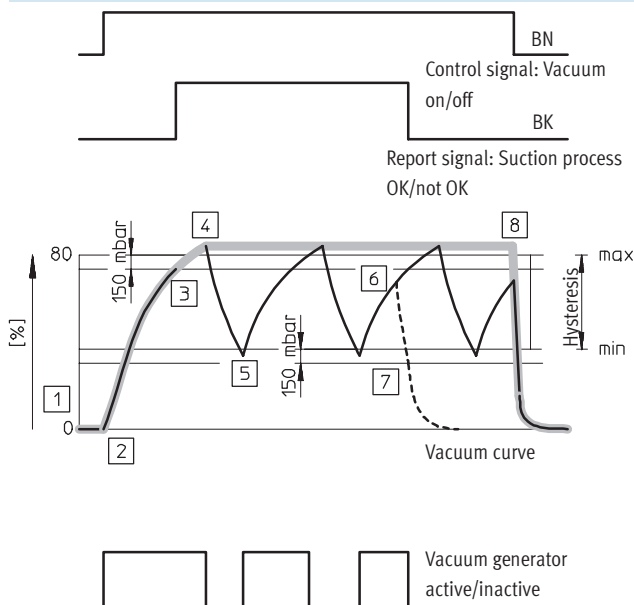 BN
Control signal: Vacuum
on/off
BK
Report signal: Suction process
OK/not OK
4
8
80
max
150 mbar
3
6
[%]
Hysteresis
150 mbar
min
5
7
1
0
2
Vacuum curve
Vacuum generator
active/inactive